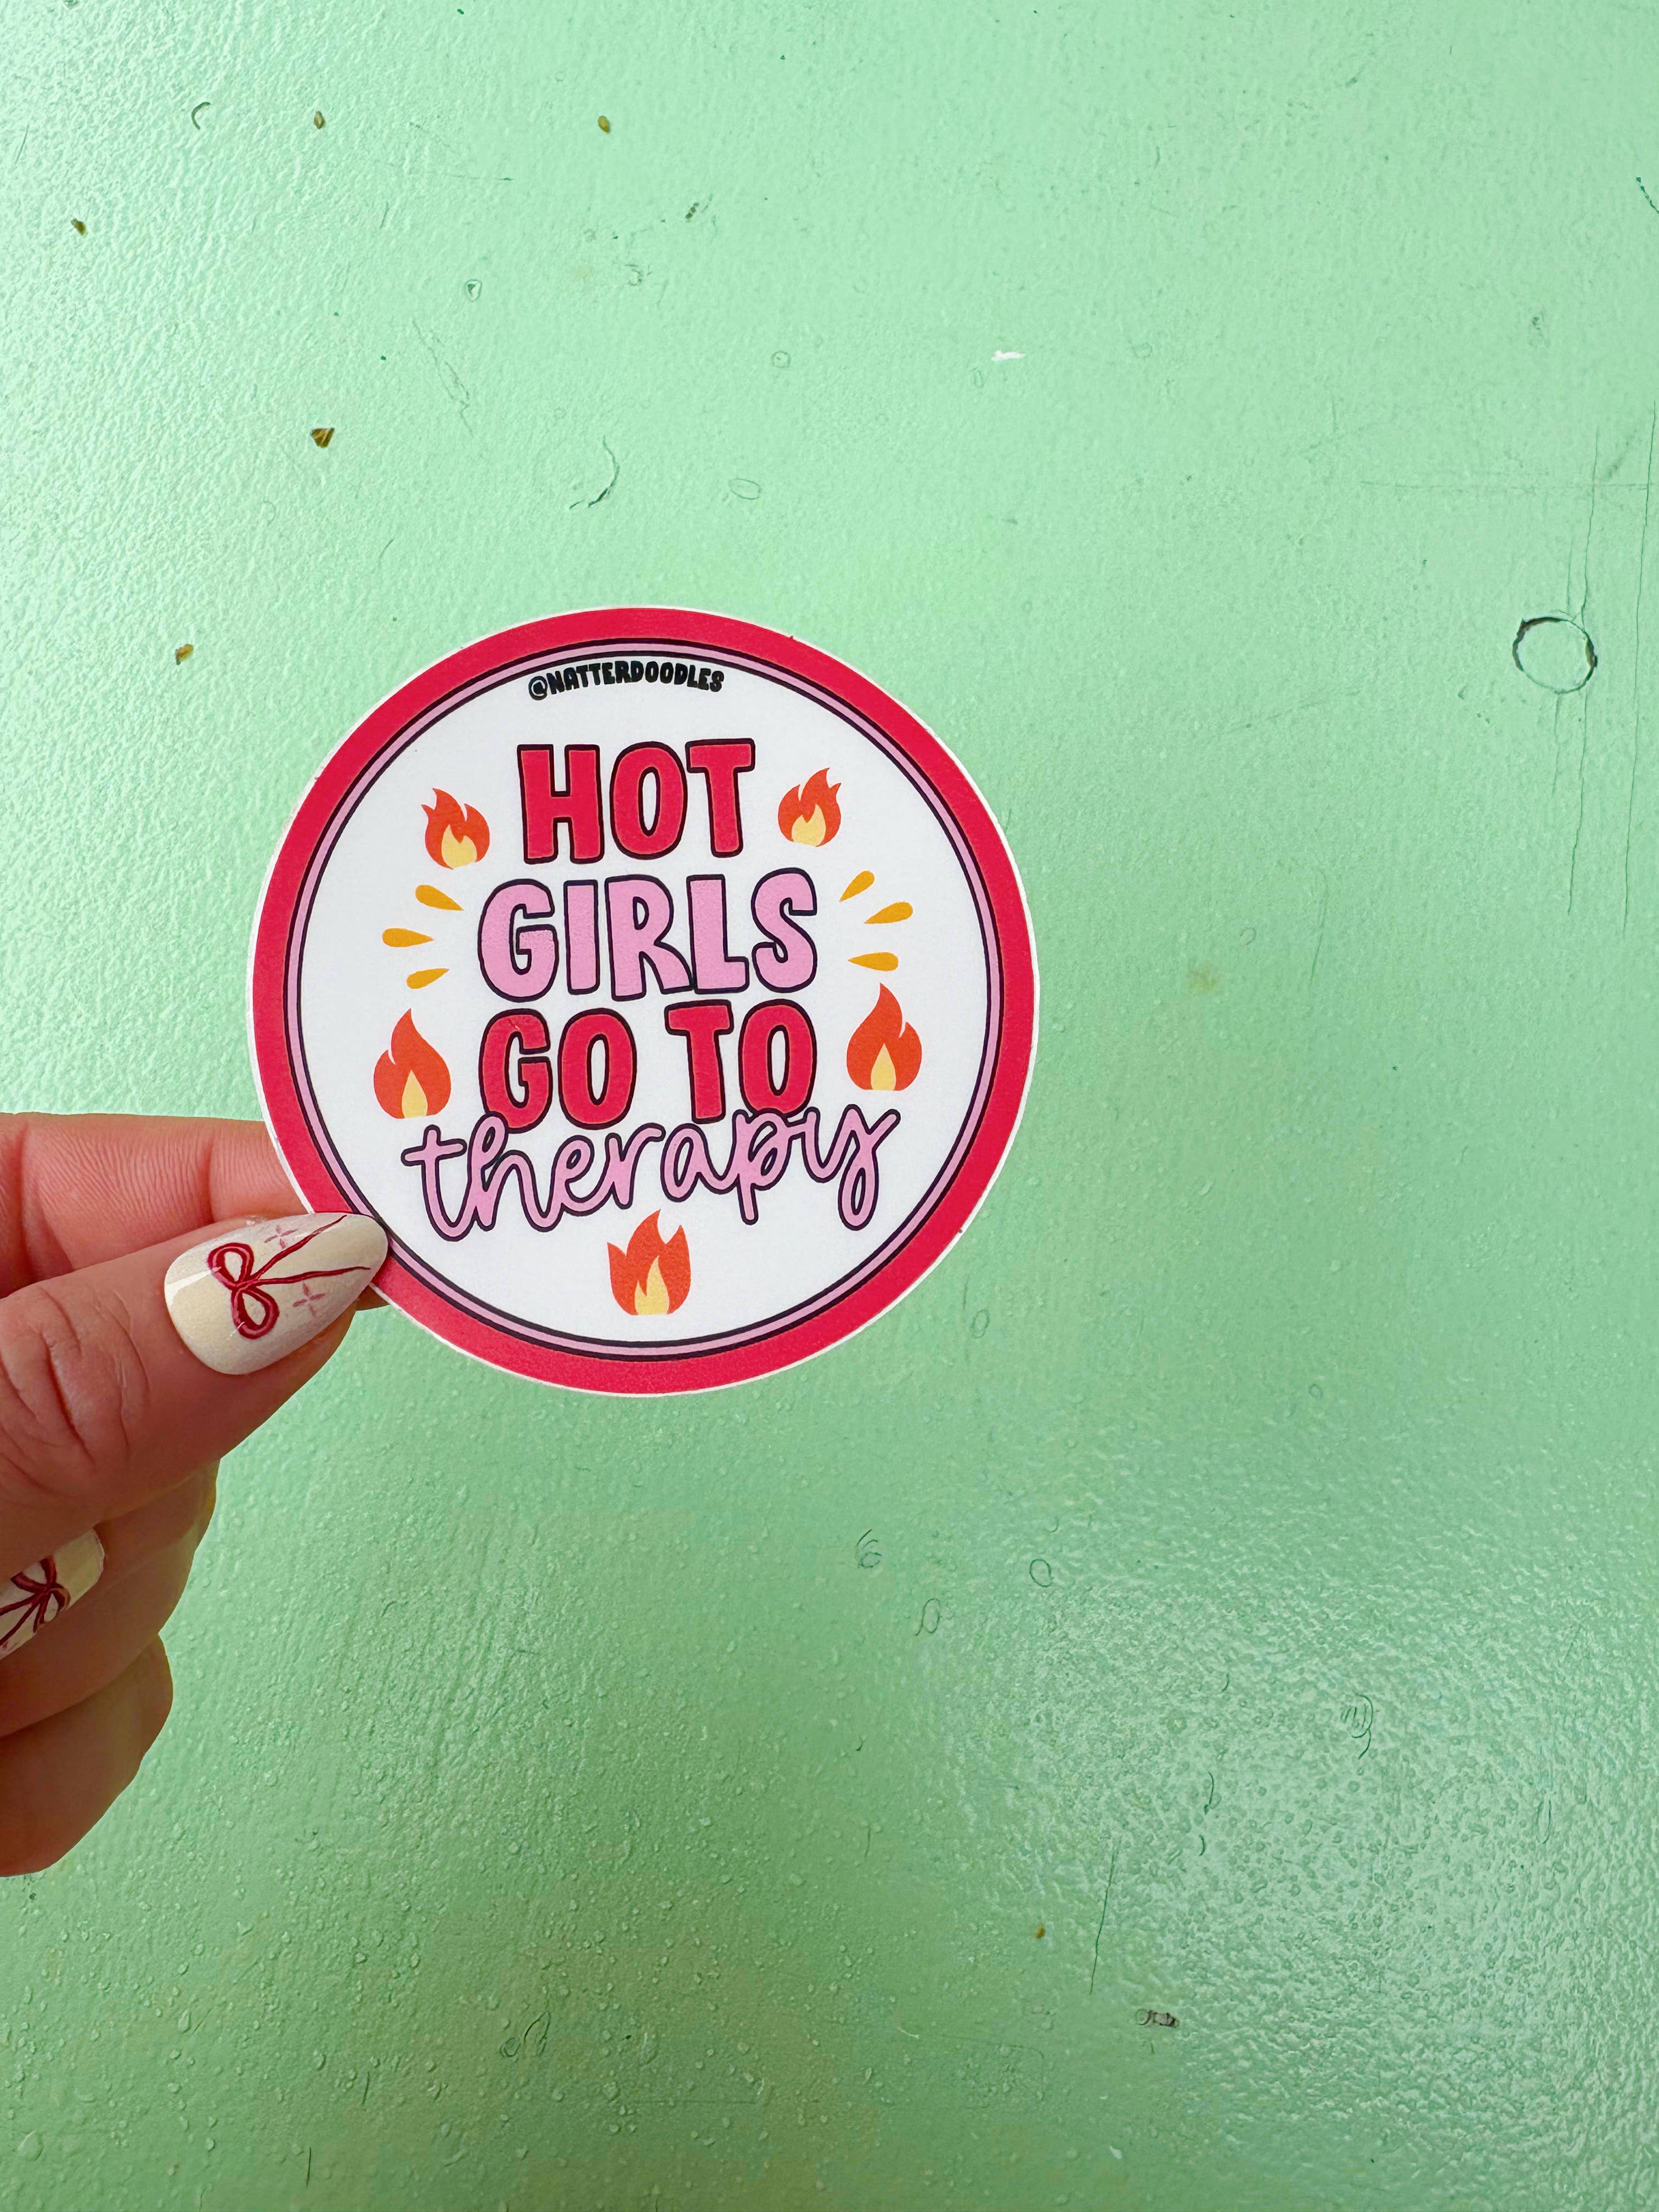 @NATTERDOODLES
HOT
GIRLS
GO TO
therapy